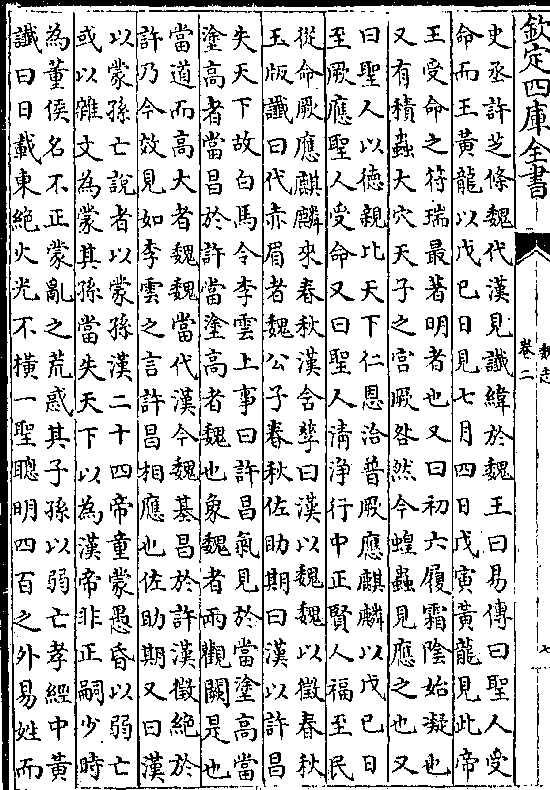 欽定四庫全書
魏志
卷二
七
史丞許芝條魏代漢見讖緯於魏王曰易傳曰聖人受
命而王黃龍以戊己日見七月四日戊寅黃龍見此帝
王受命之符瑞最著明者也又曰初六履霜陰始凝也
又有積蟲大穴天子之宫厥咎然今蝗蟲見應之也又
曰聖人以德親比天下仁恩洽普厥應麒麟以戊己日
至厥應聖人受命又曰聖人清淨行中正賢人福至民
從命厥應麒麟來春秋漢含孳曰漢以魏魏以徵春秋
玉版讖曰代赤眉者魏公子春秋佐助期曰漢以許昌
失天下故白馬令李雲上事曰許昌氣見於當塗高當
塗高者當昌於許當塗高者魏也象魏者兩觀闕是也
當道而高大者魏魏當代漢今魏基昌於許漢徵絶於
許乃今效見如李雲之言許昌相應也佐助期又曰漢
以蒙孫亡說者以蒙孫漢二十四帝童蒙愚昏以弱亡
或以雜文為蒙其孫當失天下以為漢帝非正嗣少時
為董侯名不正蒙亂之荒惑其子孫以弱亡孝經中黃
讖曰日載東絶火光不横一聖聰明四百之外易姓而